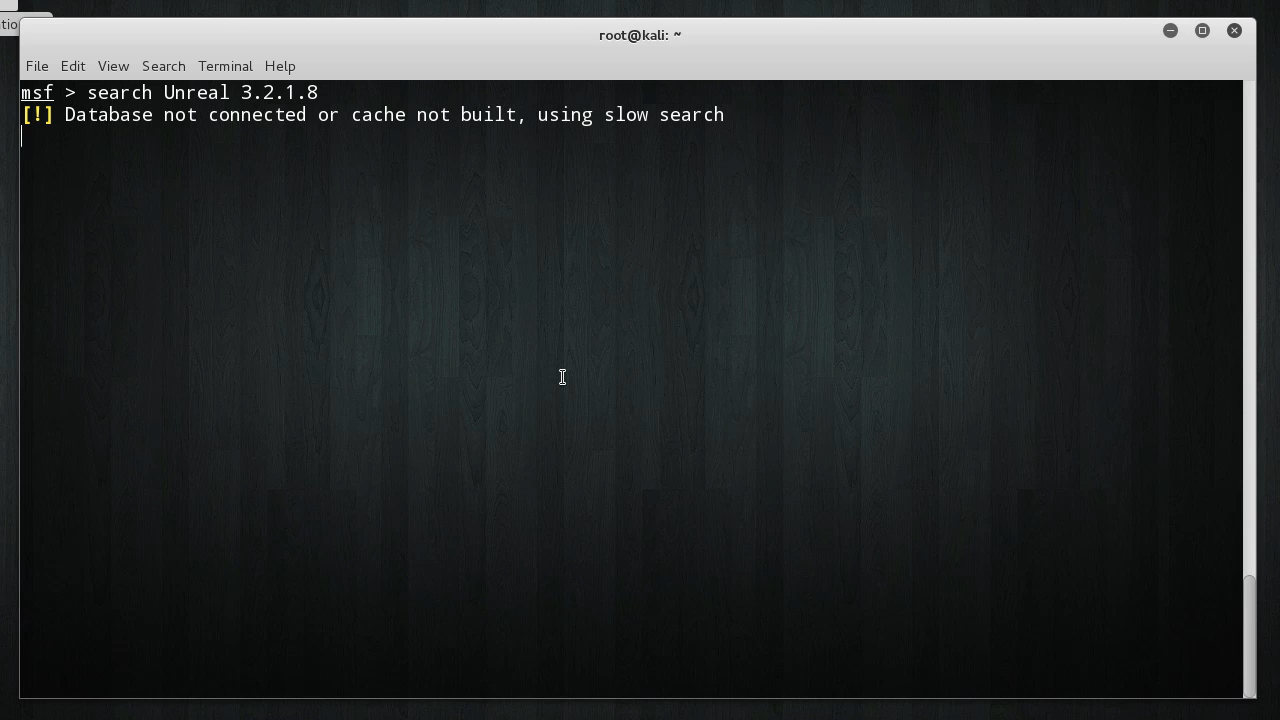 tio
root@kali: ~
File Edit View Search Terminal Help
msf > search Unreal 3.2.1.8
[!] Database not connected or cache not built, using slow search